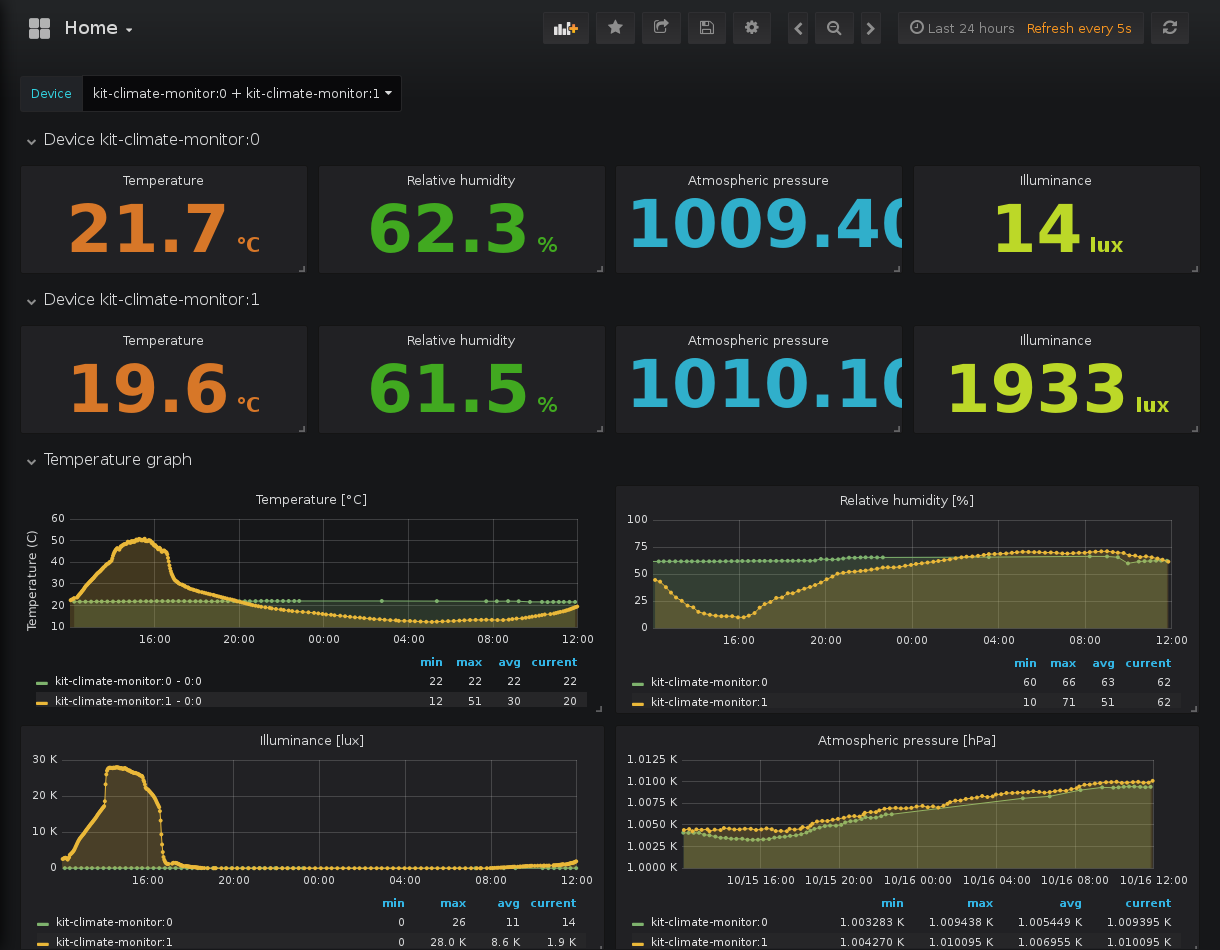 Home
Last 24 hours Refresh every 5s
Device kit-climate-monitor:0 + kit-climate-monitor:1
Device kit-climate-monitor:0
Temperature Relative humidity Atmospheric pressure Illuminance
21.7 °C 62.3 % 1009.40 14 lux
Device kit-climate-monitor:1
Temperature Relative humidity Atmospheric pressure Illuminance
19.6 °C 61.5 % 1010.10 1933 lux
Temperature graph
Temperature [°C]
Temperature (C)
60
50
40
30
20
10
16:00 20:00 00:00 04:00 08:00 12:00
min max avg current
kit-climate-monitor:0 - 0:0 22 22 22 22
kit-climate-monitor:1 - 0:0 12 51 30 20
Relative humidity [%]
100
75
50
25
0
16:00 20:00 00:00 04:00 08:00 12:00
min max avg current
kit-climate-monitor:0 60 66 63 62
kit-climate-monitor:1 10 71 51 62
Illuminance [lux]
30 K
20 K
10 K
0
16:00 20:00 00:00 04:00 08:00 12:00
min max avg current
kit-climate-monitor:0 0 26 11 14
kit-climate-monitor:1 0 28.0 K 8.6 K 1.9 K
Atmospheric pressure [hPa]
1.0125 K
1.0100 K
1.0075 K
1.0050 K
1.0025 K
1.0000 K
10/15 16:00 10/15 20:00 10/16 00:00 10/16 04:00 10/16 08:00 10/16 12:00
min max avg current
kit-climate-monitor:0 1.003283 K 1.009438 K 1.005449 K 1.009395 K
kit-climate-monitor:1 1.004270 K 1.010095 K 1.006955 K 1.010095 K